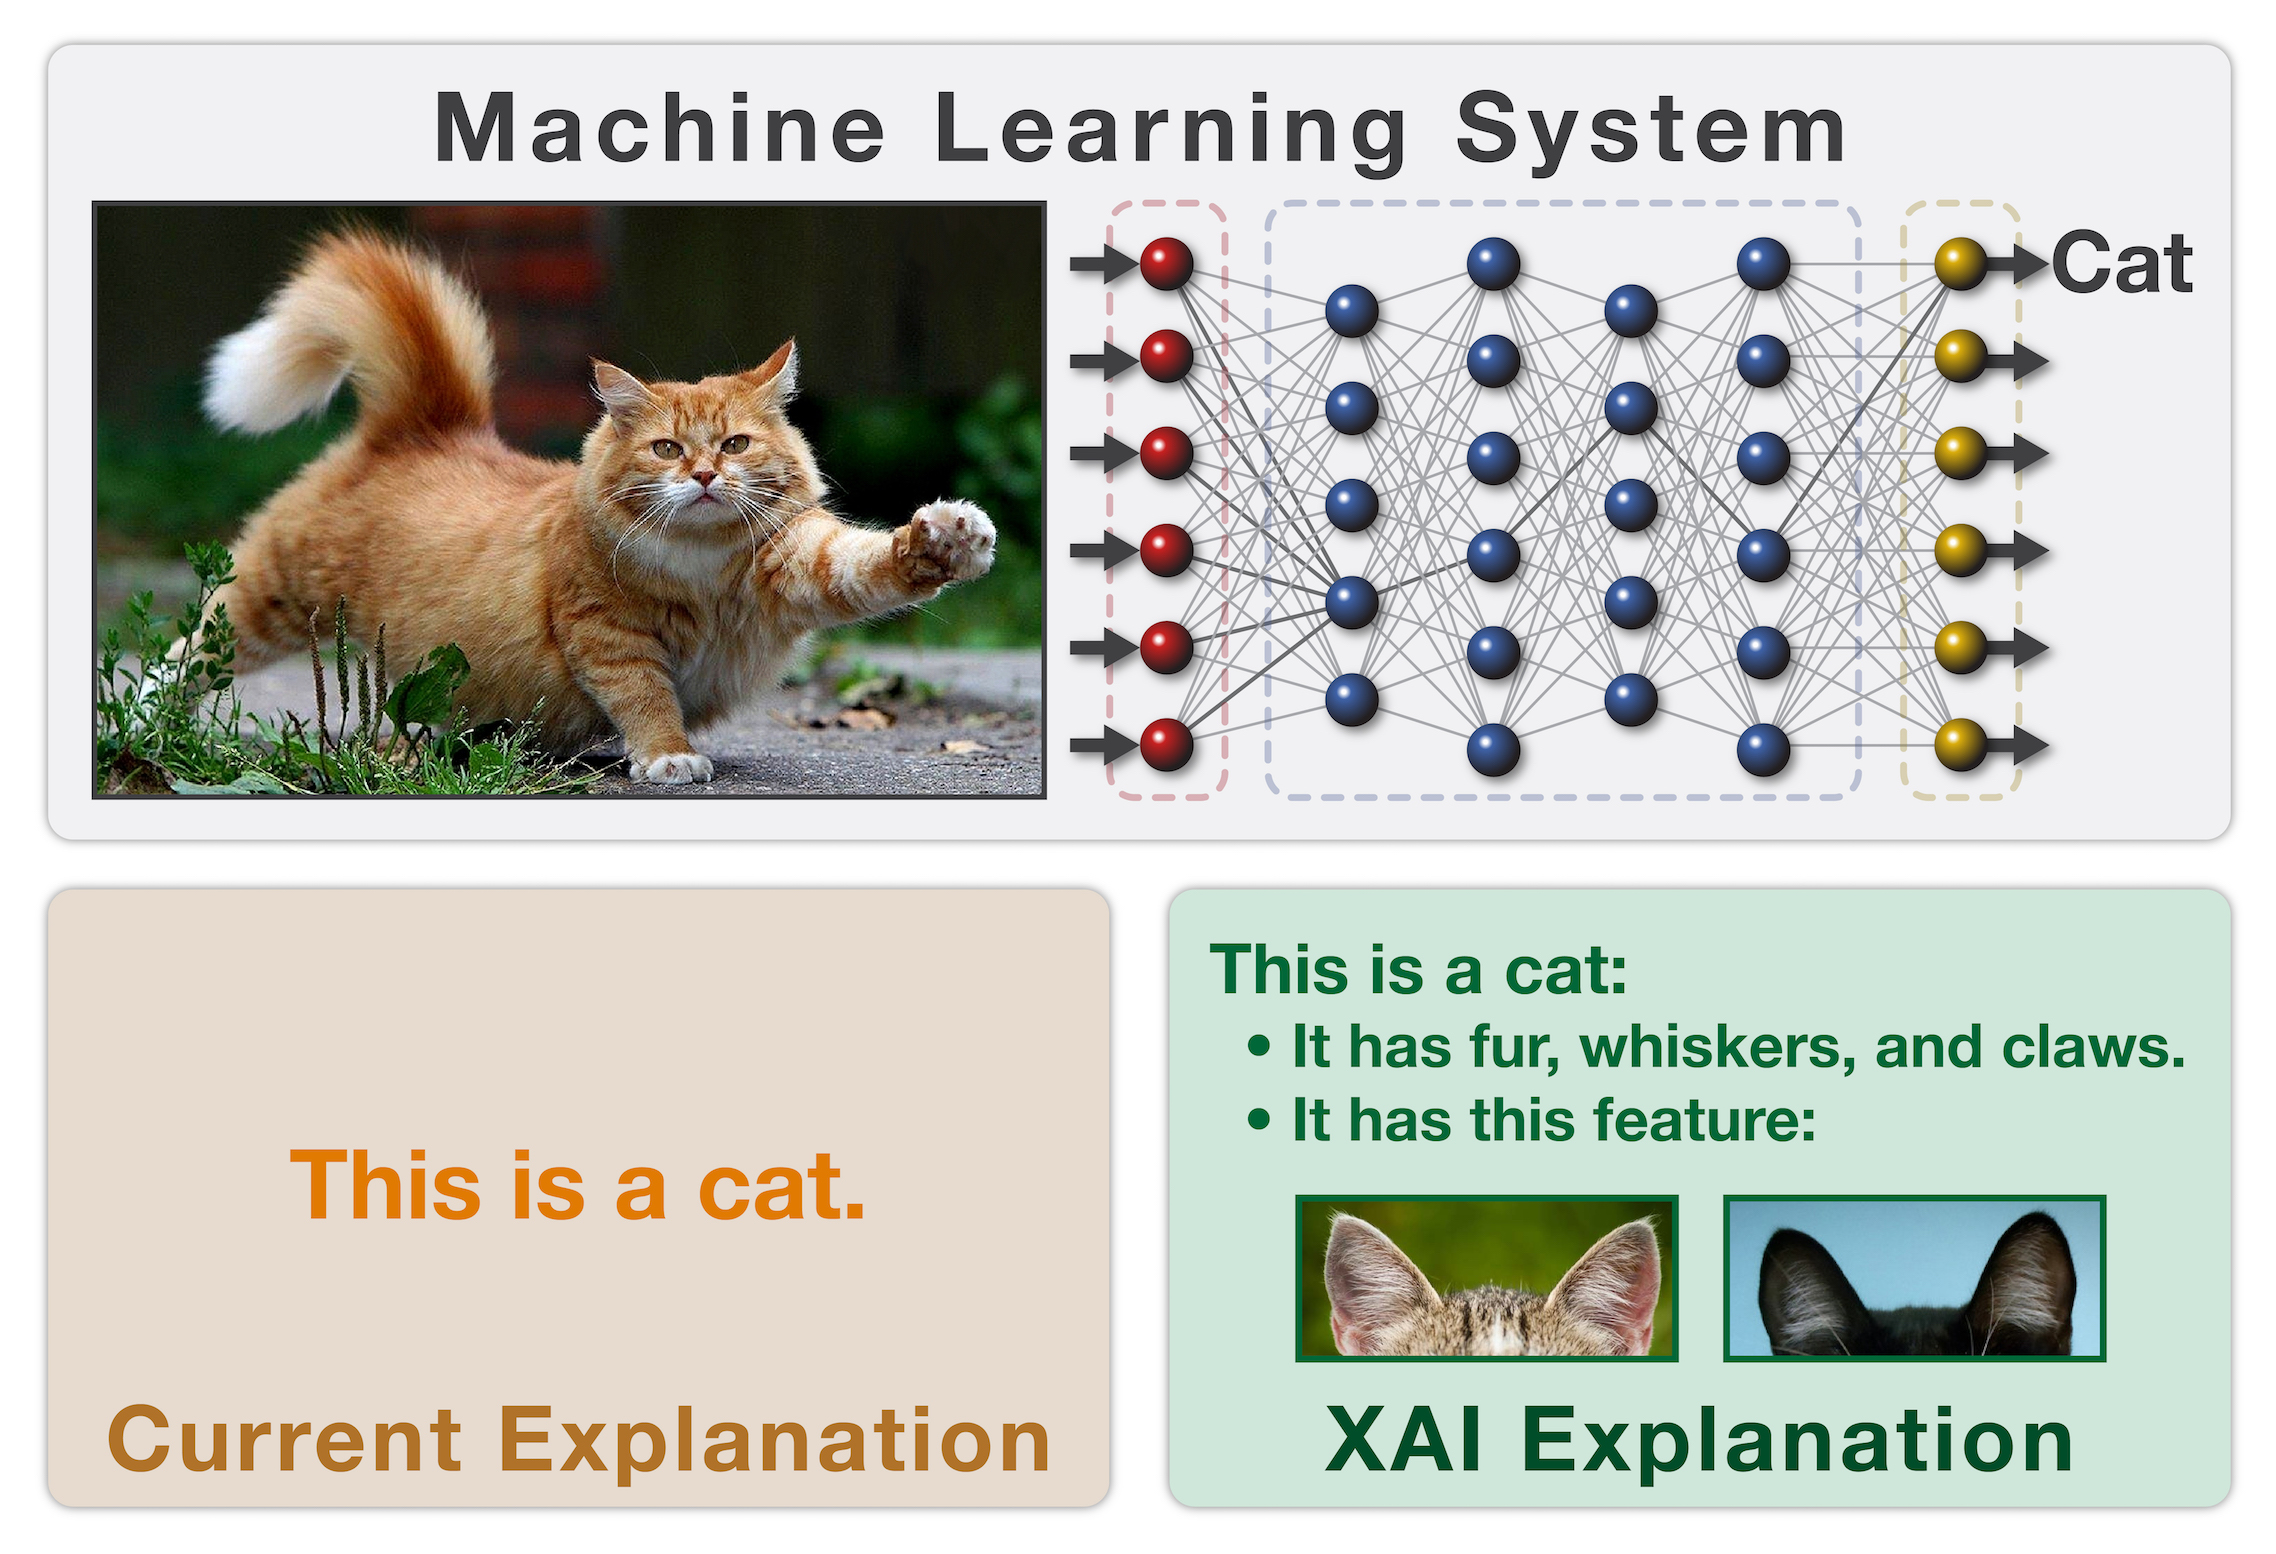 Machine Learning System
Cat
This is a cat.
Current Explanation
This is a cat:
• It has fur, whiskers, and claws.
• It has this feature:
XAI Explanation